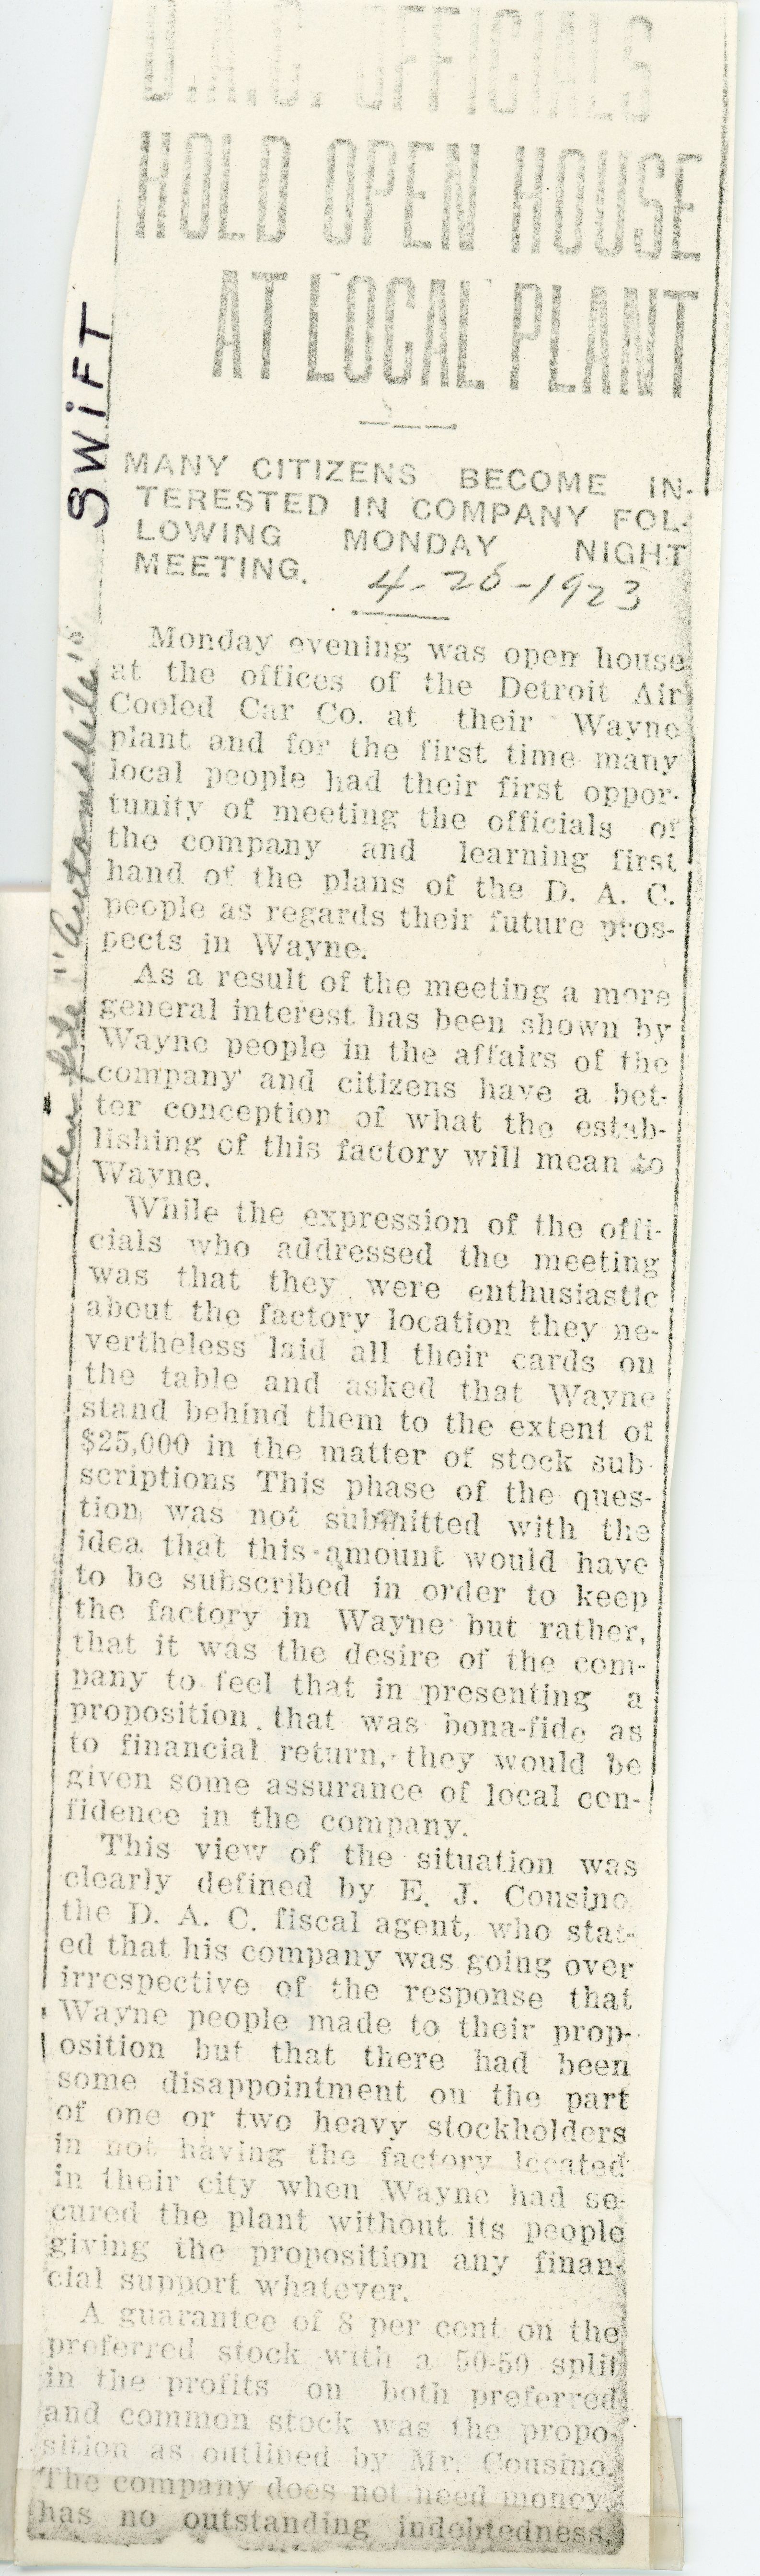 D.A.C. OFFICIALS
HOLD OPEN HOUSE
AT LOCAL PLANT
MANY CITIZENS BECOME IN-
TERESTED IN COMPANY FOL-
LOWING MONDAY NIGHT
MEETING.
4-26-1923
Monday evening was open house
at the offices of the Detroit Air
Cooled Car Co. at their Wayne
plant and for the first time many
local people had their first oppor-
tunity of meeting the officials of
the company and learning first
hand of the plans of the D. A. C.
people as regards their future pros-
pects in Wayne.
As a result of the meeting a more
general interest has been shown by
Wayne people in the affairs of the
company and citizens have a bet-
ter conception of what the estab-
lishing of this factory will mean to
Wayne.
While the expression of the offi-
cials who addressed the meeting
was that they were enthusiastic
about the factory location they ne-
vertheless laid all their cards on
the table and asked that Wayne
stand behind them to the extent of
$25,000 in the matter of stock sub-
scriptions This phase of the ques-
tion was not submitted with the
idea that this amount would have
to be subscribed in order to keep
the factory in Wayne but rather,
that it was the desire of the com-
pany to feel that in presenting a
proposition that was bona-fide as
to financial return, they would be
given some assurance of local con-
fidence in the company.
This view of the situation was
clearly defined by E. J. Cousino
the D. A. C. fiscal agent, who stat-
ed that his company was going over
irrespective of the response that
Wayne people made to their prop-
osition but that there had been
some disappointment on the part
of one or two heavy stockholders
in not having the factory located
in their city when Wayne had se-
cured the plant without its people
giving the proposition any finan-
cial support whatever.
A guarantee of 8 per cent on the
preferred stock with a 50-50 split
in the profits on both preferred
and common stock was the propo-
sition as outlined by Mr. Cousino.
The company does not need money,
has no outstanding indebtedness,
SWiFT
"Automobile's